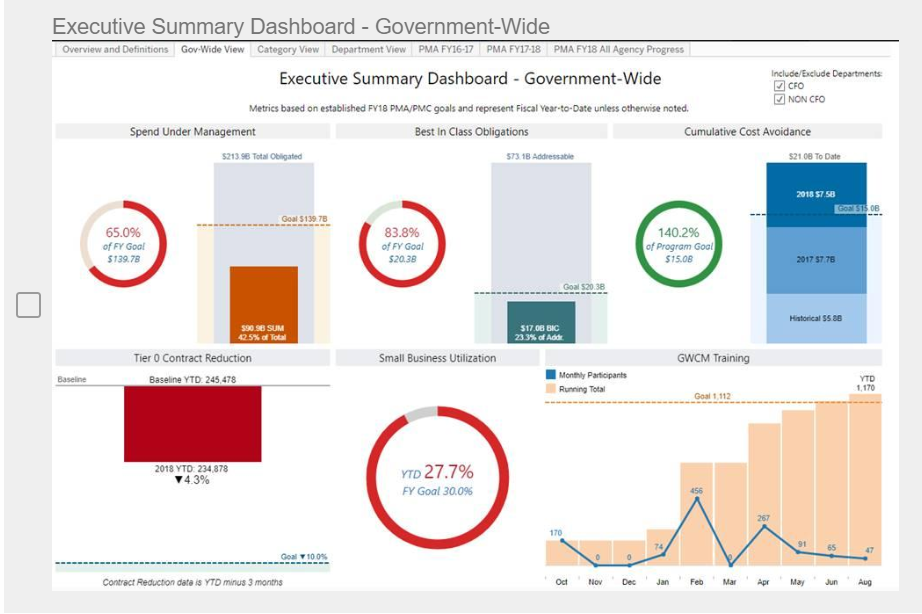 Executive Summary Dashboard - Government-Wide
Overview and Definitions Gov-Wide View Category View Department View PMA FY16-17 PMA FY17-18 PMA FY18 All Agency Progress
Executive Summary Dashboard - Government-Wide
Include/Exclude Departments:
CFO
NON CFO
Metrics based on established FY18 PMA/PMC goals and represent Fiscal Year-to-Date unless otherwise noted.
Spend Under Management
$213.9B Total Obligated
Goal $139.7B
65.0%
of FY Goal
$139.7B
$90.9B SUM
42.5% of Total
Best In Class Obligations
$73.1B Addressable
83.8%
of FY Goal
$20.3B
Goal $20.3B
$17.0B BIC
23.3% of Addr.
Cumulative Cost Avoidance
$21.0B To Date
2018 $7.5B
Goal $15.0B
140.2%
of Program Goal
$15.0B
2017 $7.7B
Historical $5.8B
Tier 0 Contract Reduction
Baseline
Baseline YTD: 245,478
2018 YTD: 234,878
▼4.3%
Goal ▼10.0%
Contract Reduction data is YTD minus 3 months
Small Business Utilization
YTD 27.7%
FY Goal 30.0%
GWCM Training
Monthly Participants
Running Total
YTD
1,170
Goal 1,112
170
0
0
74
456
0
267
91
65
47
Oct Nov Dec Jan Feb Mar Apr May Jun Aug